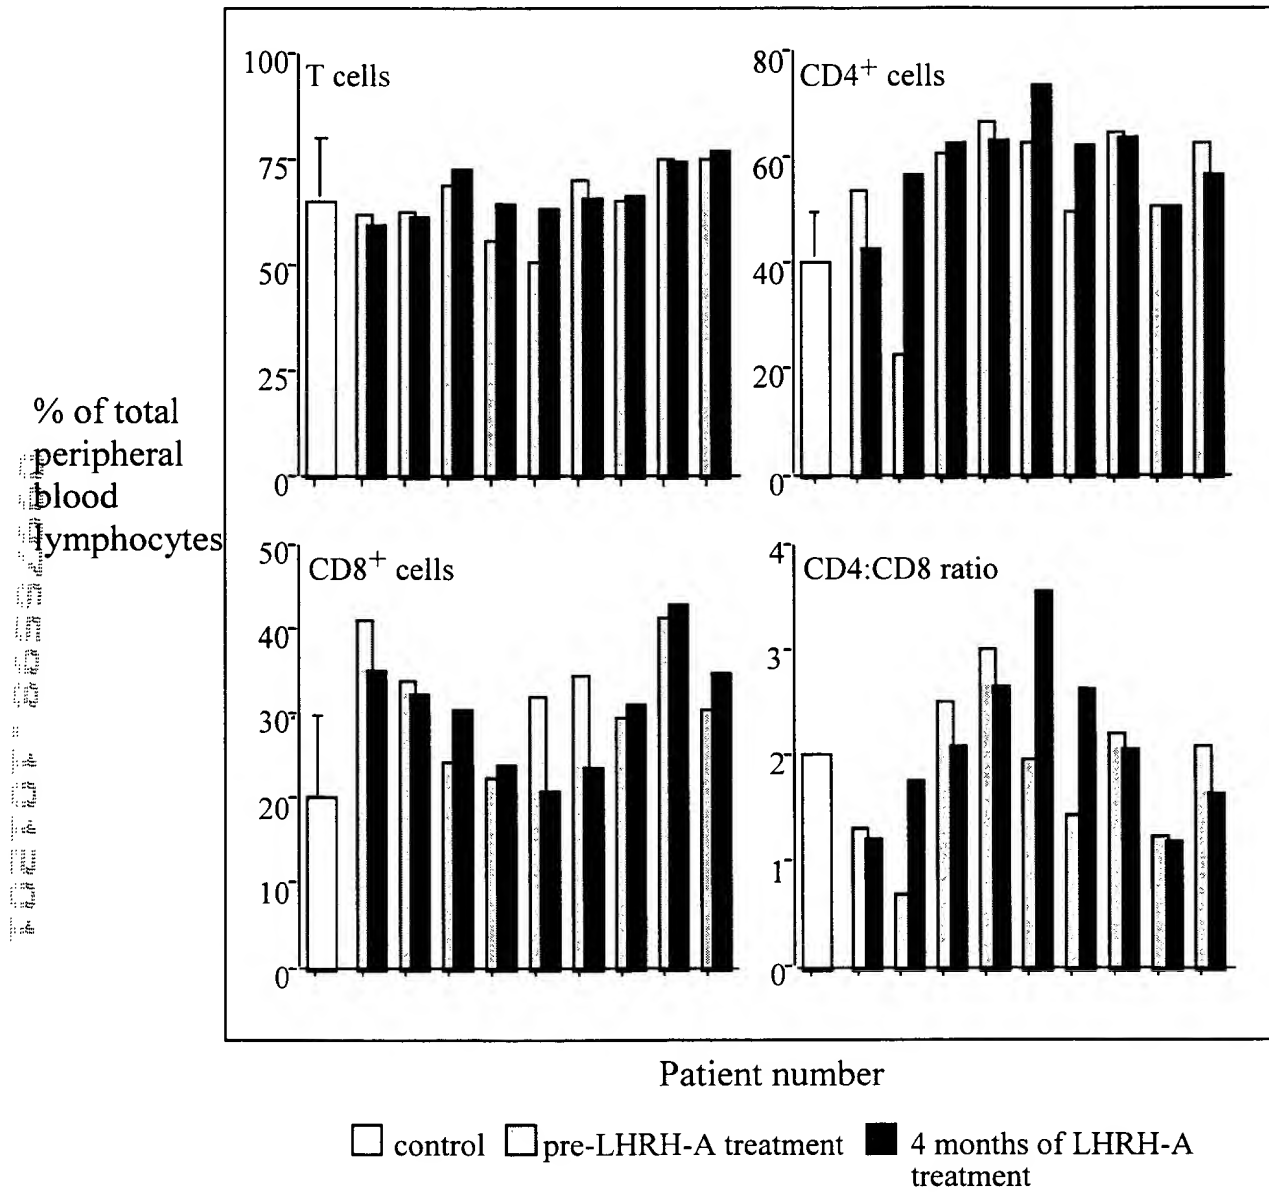 100
75
50
25
0
T cells
80
60
40
20
0
CD4+ cells
% of total
peripheral
blood
lymphocytes
50
40
30
20
10
0
CD8+ cells
4
3
2
1
0
CD4:CD8 ratio
Patient number
control
pre-LHRH-A treatment
4 months of LHRH-A
treatment